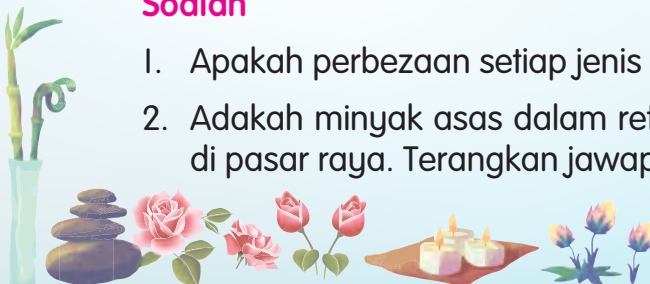 Soalan
1. Apakah perbezaan setiap jenis
2. Adakah minyak asas dalam
di pasar raya. Terangkan